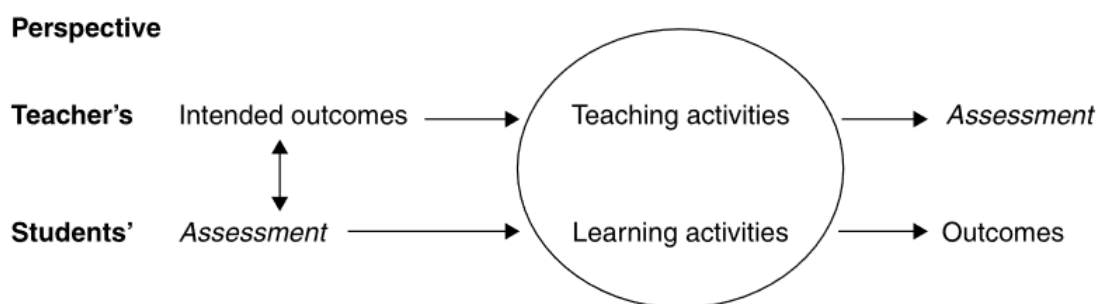 Perspective
Teacher's Intended outcomes Teaching activities Assessment
Students' Assessment Learning activities Outcomes